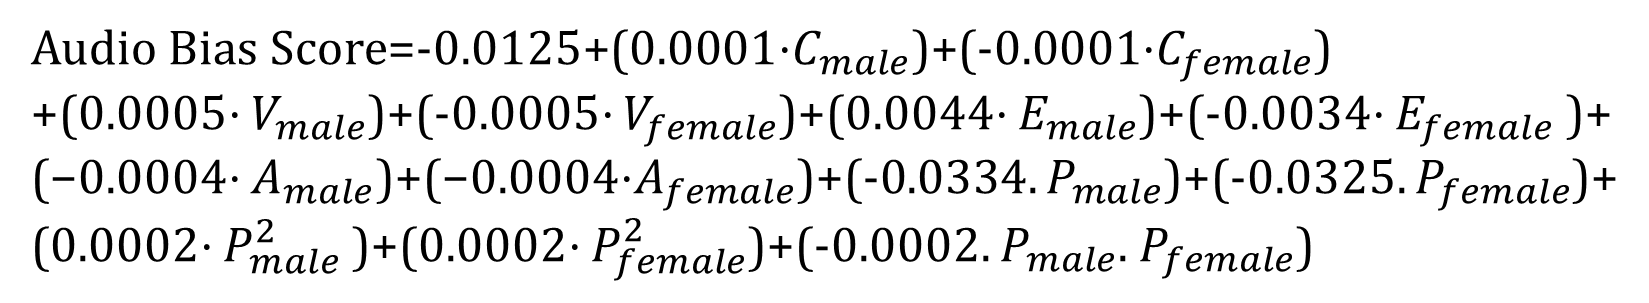 Audio Bias Score=-0.0125+(0.0001·C_male)+(-0.0001·C_female)
+(0.0005· V_male)+(-0.0005· V_female)+(0.0044· E_male)+(-0.0034· E_female )+
(−0.0004· A_male)+(−0.0004·A_female)+(-0.0334. P_male)+(-0.0325. P_female)+
(0.0002· P²_male )+(0.0002· P²_female)+(-0.0002. P_male. P_female)